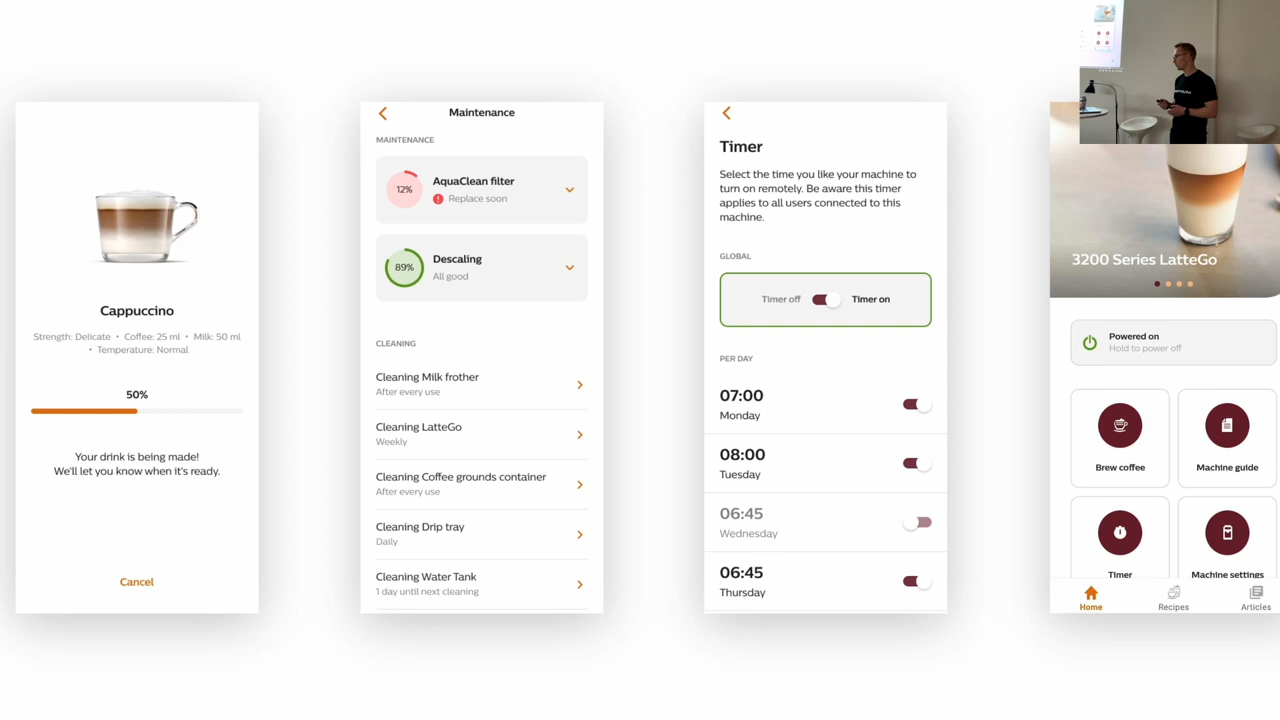 Cappuccino
Strength: Delicate • Coffee: 25 ml • Milk: 50 ml
• Temperature: Normal
50%
Your drink is being made!
We'll let you know when it's ready.
Cancel
Maintenance
MAINTENANCE
12%
AquaClean filter
Replace soon
89%
Descaling
All good
CLEANING
Cleaning Milk frother
After every use
Cleaning LatteGo
Weekly
Cleaning Coffee grounds container
After every use
Cleaning Drip tray
Daily
Cleaning Water Tank
1 day until next cleaning
Timer
Select the time you like your machine to
turn on remotely. Be aware this timer
applies to all users connected to this
machine.
GLOBAL
Timer off
Timer on
PER DAY
07:00
Monday
08:00
Tuesday
06:45
Wednesday
06:45
Thursday
3200 Series LatteGo
Powered on
Hold to power off
Brew coffee
Machine guide
Timer
Machine settings
Home
Recipes
Articles